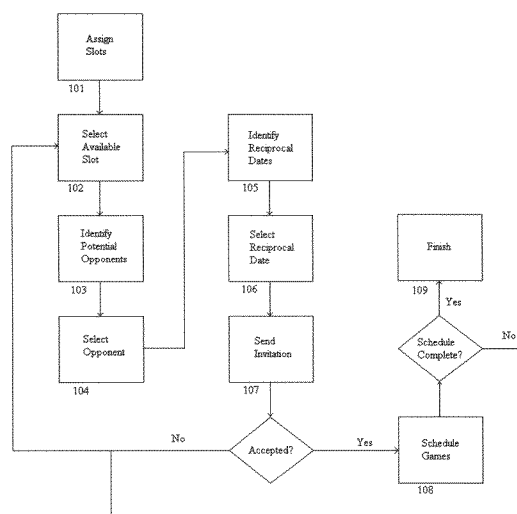 Assign
Slots
101
Select
Available
Slot
102
Identify
Potential
Opponents
103
Select
Opponent
104
Identify
Reciprocal
Dates
105
Select
Reciprocal
Date
106
Send
Invitation
107
Accepted?
No
Yes
Schedule
Games
108
Schedule
Complete?
No
Yes
Finish
109